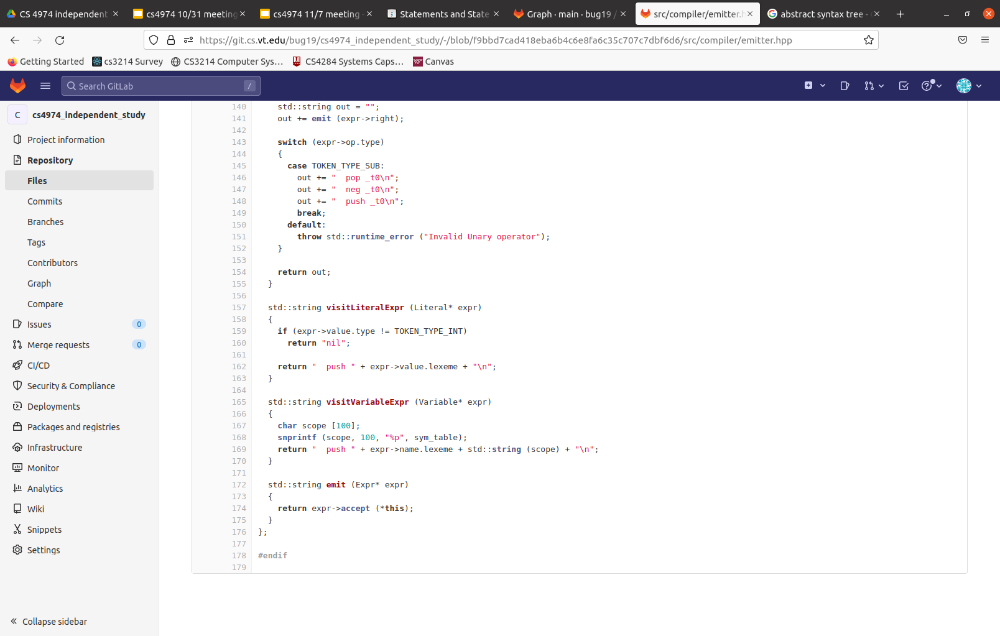 CS 4974 independent
cs4974 10/31 meeting
cs4974 11/7 meeting -
Statements and State
Graph · main · bug19 /
src/compiler/emitter.h
abstract syntax tree -
https://git.cs.vt.edu/bug19/cs4974_independent_study/-/blob/f9bbd7cad418eba6b4c6e8fa6c35c707c7dbf6d6/src/compiler/emitter.hpp
Getting Started
cs3214 Survey
CS3214 Computer Sys...
CS4284 Systems Caps...
Canvas
Search GitLab /
C cs4974_independent_study
Project information
Repository
Files
Commits
Branches
Tags
Contributors
Graph
Compare
Issues 0
Merge requests 0
CI/CD
Security & Compliance
Deployments
Packages and registries
Infrastructure
Monitor
Analytics
Wiki
Snippets
Settings
Collapse sidebar
140     std::string out = "";
141     out += emit (expr->right);
142
143     switch (expr->op.type)
144     {
145       case TOKEN_TYPE_SUB:
146         out += "  pop _t0\n";
147         out += "  neg _t0\n";
148         out += "  push _t0\n";
149         break;
150       default:
151         throw std::runtime_error ("Invalid Unary operator");
152     }
153
154     return out;
155   }
156
157   std::string visitLiteralExpr (Literal* expr)
158   {
159     if (expr->value.type != TOKEN_TYPE_INT)
160       return "nil";
161
162     return "  push " + expr->value.lexeme + "\n";
163   }
164
165   std::string visitVariableExpr (Variable* expr)
166   {
167     char scope [100];
168     snprintf (scope, 100, "%p", sym_table);
169     return "  push " + expr->name.lexeme + std::string (scope) + "\n";
170   }
171
172   std::string emit (Expr* expr)
173   {
174     return expr->accept (*this);
175   }
176 };
177
178 #endif
179